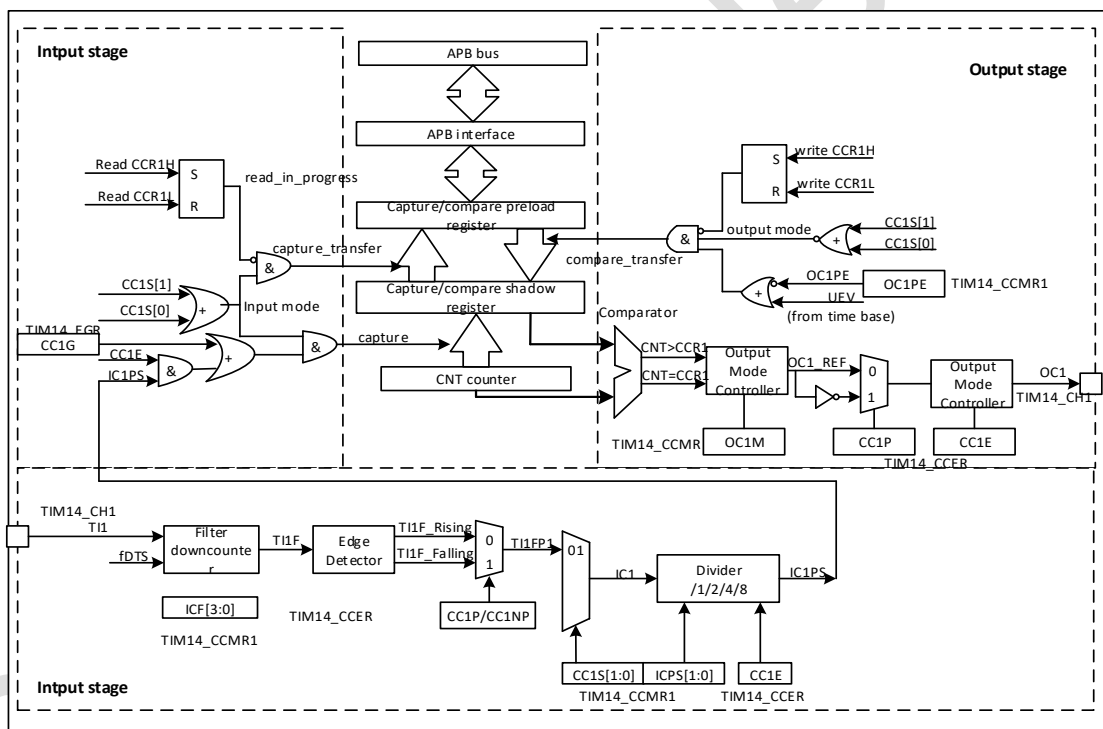 Intput stage
APB bus
Output stage
APB interface
Read CCR1H
S
read_in_progress
Read CCR1L
R
S
write CCR1H
R
write CCR1L
Capture/compare preload
register
capture_transfer
&
compare_transfer
&
output mode
+
CC1S[1]
CC1S[0]
CC1S[1]
+
Input mode
CC1S[0]
Capture/compare shadow
register
+
OC1PE
OC1PE
TIM14_CCMR1
UEV
(from time base)
TIM14_EGR
CC1G
CC1E
IC1PS
&
+
&
capture
CNT counter
Comparator
CNT>CCR1
CNT=CCR1
Output
Mode
Controller
OC1_REF
0
1
Output
Mode
Controller
OC1
TIM14_CH1
TIM14_CCMR
OC1M
CC1P
CC1E
TIM14_CCER
TIM14_CH1
TI1
fDTS
Filter
downcounte
r
TI1F
Edge
Detector
TI1F_Rising
TI1F_Falling
0
1
TI1FP1
01
IC1
Divider
/1/2/4/8
IC1PS
ICF[3:0]
TIM14_CCMR1
TIM14_CCER
CC1P/CC1NP
CC1S[1:0]
ICPS[1:0]
CC1E
TIM14_CCMR1
TIM14_CCER
Intput stage